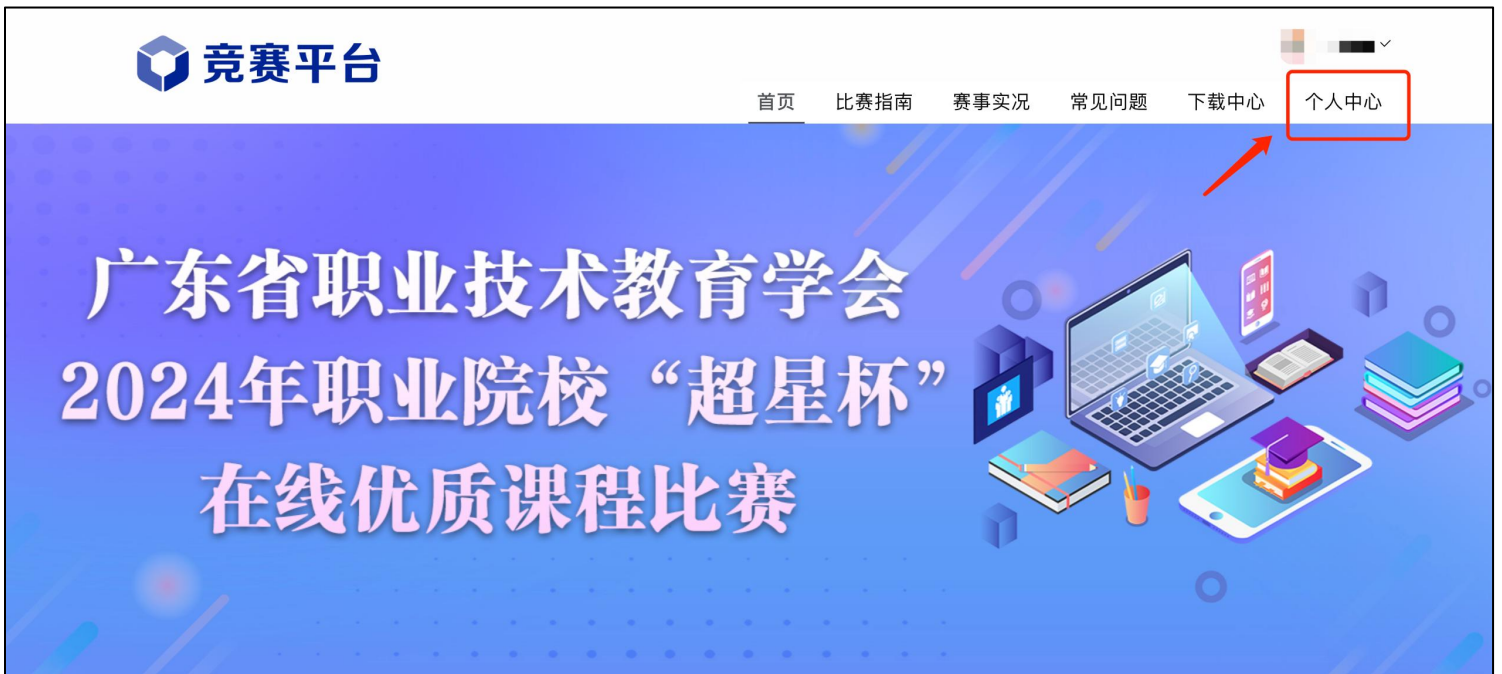 竞赛平台
首页 比赛指南 赛事实况 常见问题 下载中心 个人中心
广东省职业技术教育学会
2024年职业院校“超星杯”
在线优质课程比赛